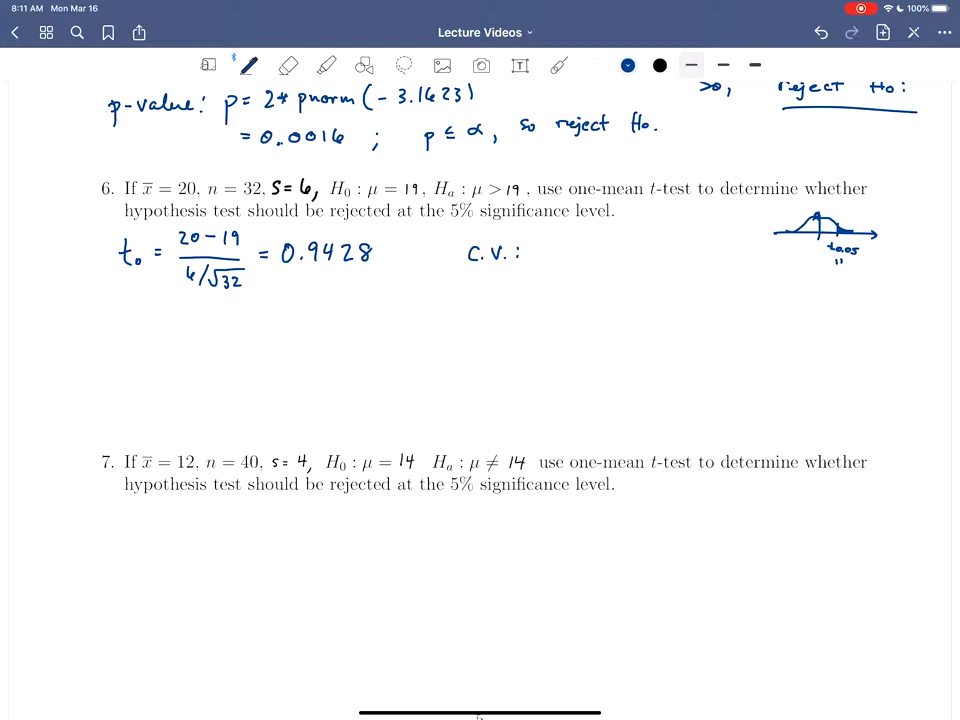 8:11 AM Mon Mar 16
100%
Lecture Videos
p-value: p = 2* pnorm (- 3.1623)
so, reject Ho:
= 0.0016 ; p ≤ α, so reject Ho.
6. If x̄ = 20, n = 32, S = 6, H₀ : μ = 19, Hₐ : μ > 19, use one-mean t-test to determine whether
hypothesis test should be rejected at the 5% significance level.
t₀ = (20 - 19) / (6/√32) = 0.9428 C.V. :
t0.05
"
7. If x̄ = 12, n = 40, s = 4, H₀ : μ = 14 Hₐ : μ ≠ 14 use one-mean t-test to determine whether
hypothesis test should be rejected at the 5% significance level.